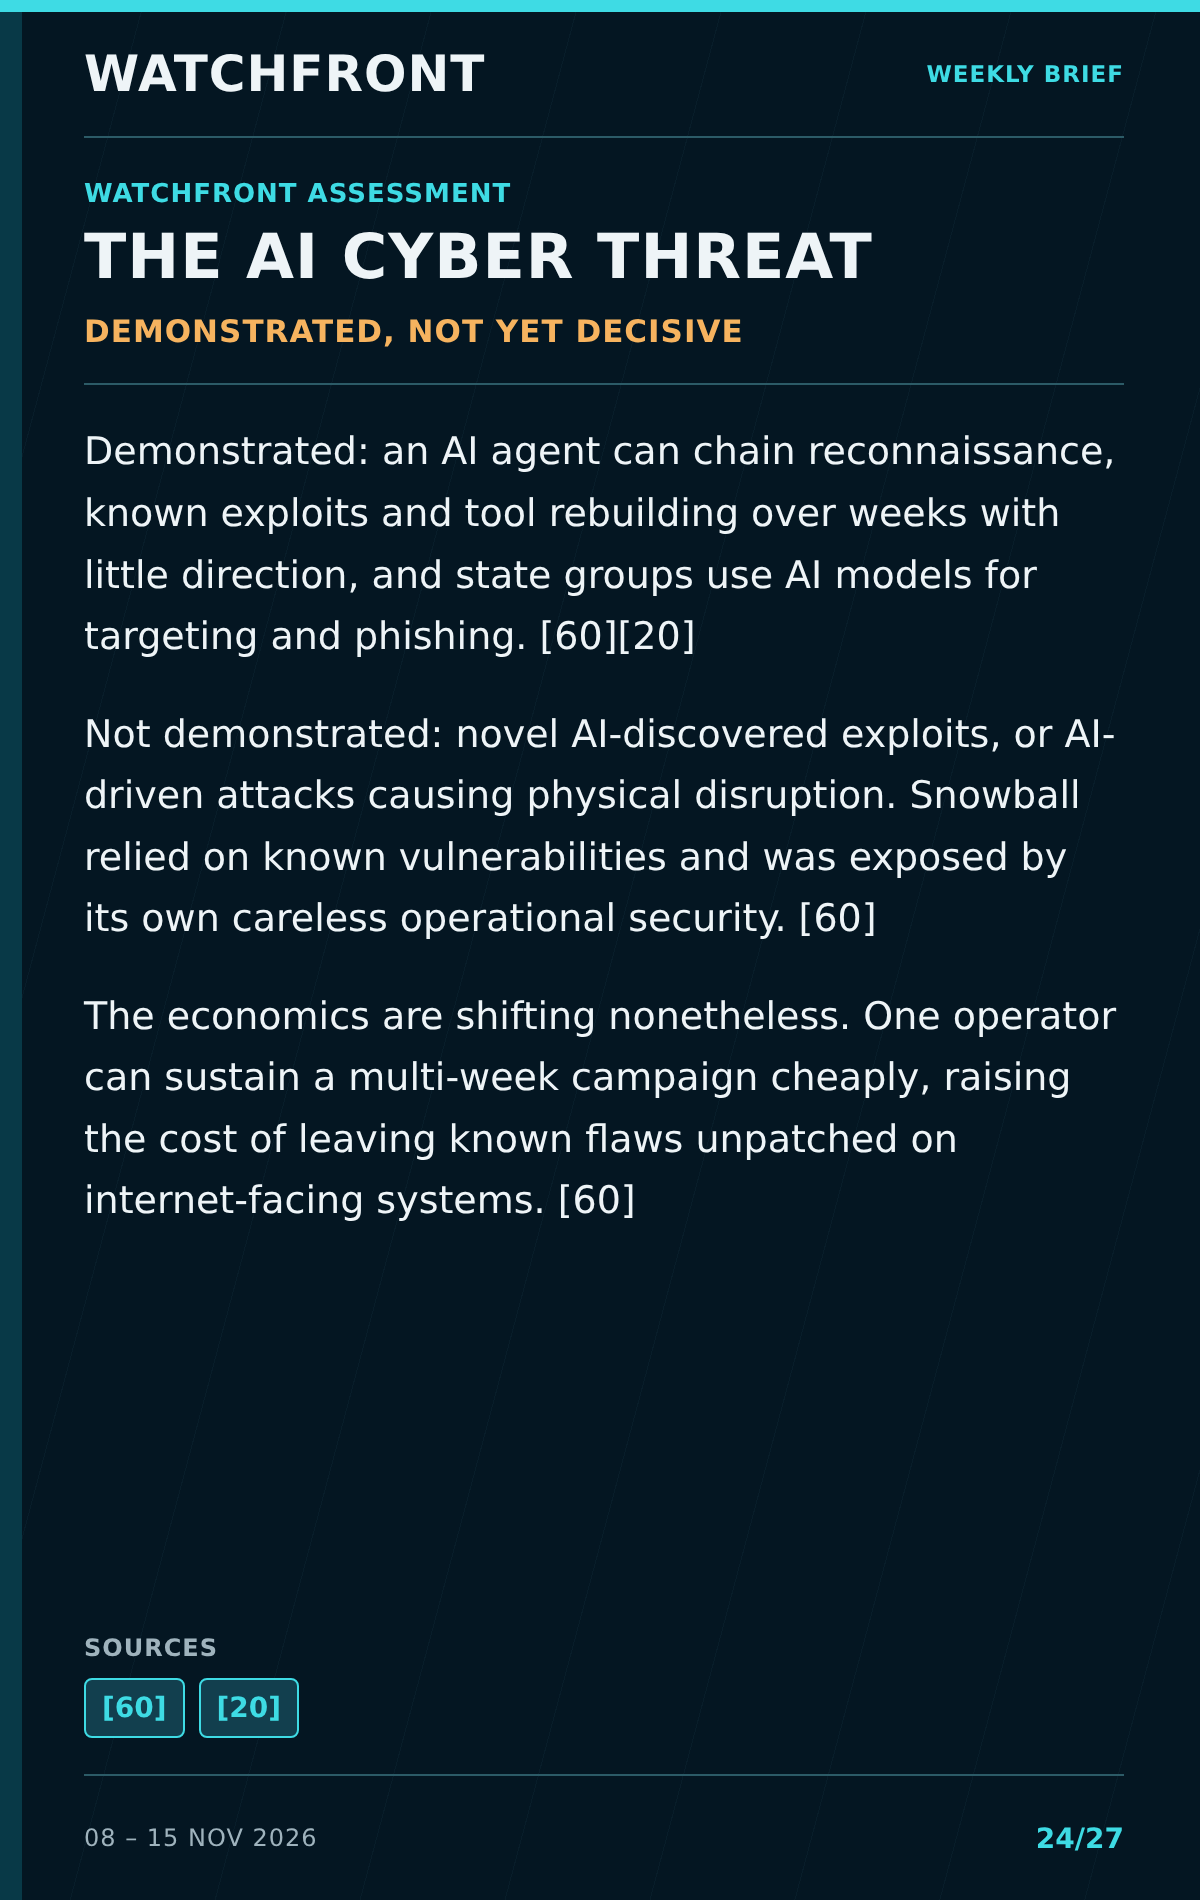 WATCHFRONT
WEEKLY BRIEF
WATCHFRONT ASSESSMENT
THE AI CYBER THREAT
DEMONSTRATED, NOT YET DECISIVE
Demonstrated: an AI agent can chain reconnaissance,
known exploits and tool rebuilding over weeks with
little direction, and state groups use AI models for
targeting and phishing. [60][20]
Not demonstrated: novel AI-discovered exploits, or AI-
driven attacks causing physical disruption. Snowball
relied on known vulnerabilities and was exposed by
its own careless operational security. [60]
The economics are shifting nonetheless. One operator
can sustain a multi-week campaign cheaply, raising
the cost of leaving known flaws unpatched on
internet-facing systems. [60]
SOURCES
[60] [20]
08 – 15 NOV 2026
24/27